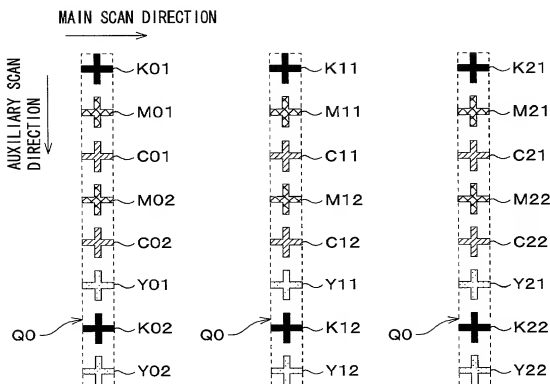 MAIN SCAN DIRECTION
AUXILIARY SCAN
DIRECTION
K01 K11 K21
M01 M11 M21
C01 C11 C21
M02 M12 M22
C02 C12 C22
Y01 Y11 Y21
Q0 K02 Q0 K12 Q0 K22
Y02 Y12 Y22